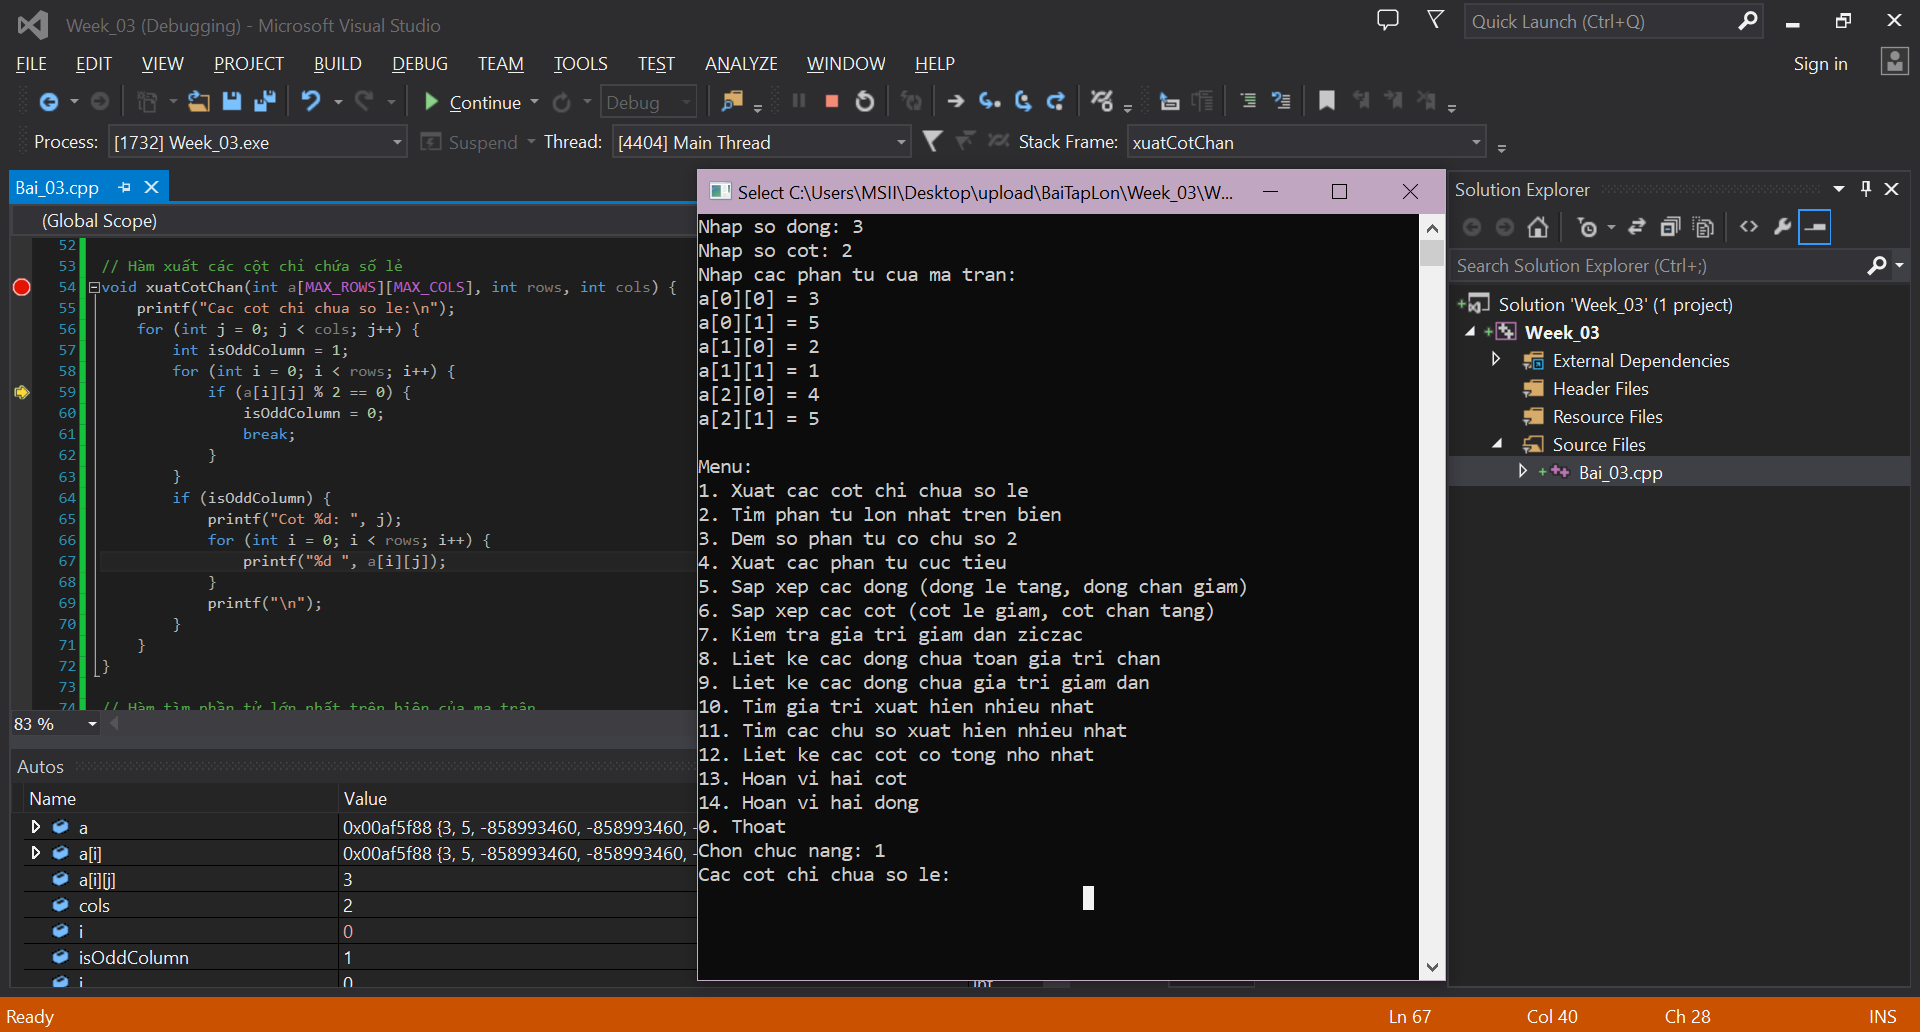 Week_03 (Debugging) - Microsoft Visual Studio
Quick Launch (Ctrl+Q)
FILE EDIT VIEW PROJECT BUILD DEBUG TEAM TOOLS TEST ANALYZE WINDOW HELP
Sign in
Continue
Debug
Process: [1732] Week_03.exe Suspend Thread: [4404] Main Thread Stack Frame: xuatCotChan
Bai_03.cpp
(Global Scope)
52
53 // Hàm xuất các cột chỉ chứa số lẻ
54 void xuatCotChan(int a[MAX_ROWS][MAX_COLS], int rows, int cols) {
55 printf("Cac cot chi chua so le:\n");
56 for (int j = 0; j < cols; j++) {
57 int isOddColumn = 1;
58 for (int i = 0; i < rows; i++) {
59 if (a[i][j] % 2 == 0) {
60 isOddColumn = 0;
61 break;
62 }
63 }
64 if (isOddColumn) {
65 printf("Cot %d: ", j);
66 for (int i = 0; i < rows; i++) {
67 printf("%d ", a[i][j]);
68 }
69 printf("\n");
70 }
71 }
72 }
73
74 // Hàm tìm phần tử lớn nhất trên biên của ma trận
83 %
Autos
Name Value
a 0x00af5f88 {3, 5, -858993460, -858993460, -
a[i] 0x00af5f88 {3, 5, -858993460, -858993460, -
a[i][j] 3
cols 2
i 0
isOddColumn 1
j 0
int
Select C:\Users\MSII\Desktop\upload\BaiTapLon\Week_03\W...
Nhap so dong: 3
Nhap so cot: 2
Nhap cac phan tu cua ma tran:
a[0][0] = 3
a[0][1] = 5
a[1][0] = 2
a[1][1] = 1
a[2][0] = 4
a[2][1] = 5
Menu:
1. Xuat cac cot chi chua so le
2. Tim phan tu lon nhat tren bien
3. Dem so phan tu co chu so 2
4. Xuat cac phan tu cuc tieu
5. Sap xep cac dong (dong le tang, dong chan giam)
6. Sap xep cac cot (cot le giam, cot chan tang)
7. Kiem tra gia tri giam dan ziczac
8. Liet ke cac dong chua toan gia tri chan
9. Liet ke cac dong chua gia tri giam dan
10. Tim gia tri xuat hien nhieu nhat
11. Tim cac chu so xuat hien nhieu nhat
12. Liet ke cac cot co tong nho nhat
13. Hoan vi hai cot
14. Hoan vi hai dong
0. Thoat
Chon chuc nang: 1
Cac cot chi chua so le:
Solution Explorer
Search Solution Explorer (Ctrl+;)
Solution 'Week_03' (1 project)
Week_03
External Dependencies
Header Files
Resource Files
Source Files
Bai_03.cpp
Ready
Ln 67 Col 40 Ch 28 INS